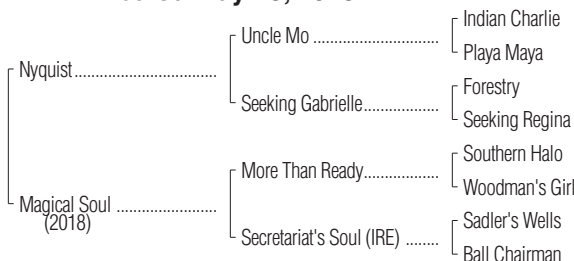 Indian Charlie
Uncle Mo ................................
Playa Maya
Nyquist....................................
Forestry
Seeking Gabrielle...................
Seeking Regina
Southern Halo
More Than Ready...................
Woodman's Girl
Magical Soul .........................
(2018)
Sadler's Wells
Secretariat's Soul (IRE) ........
Ball Chairman